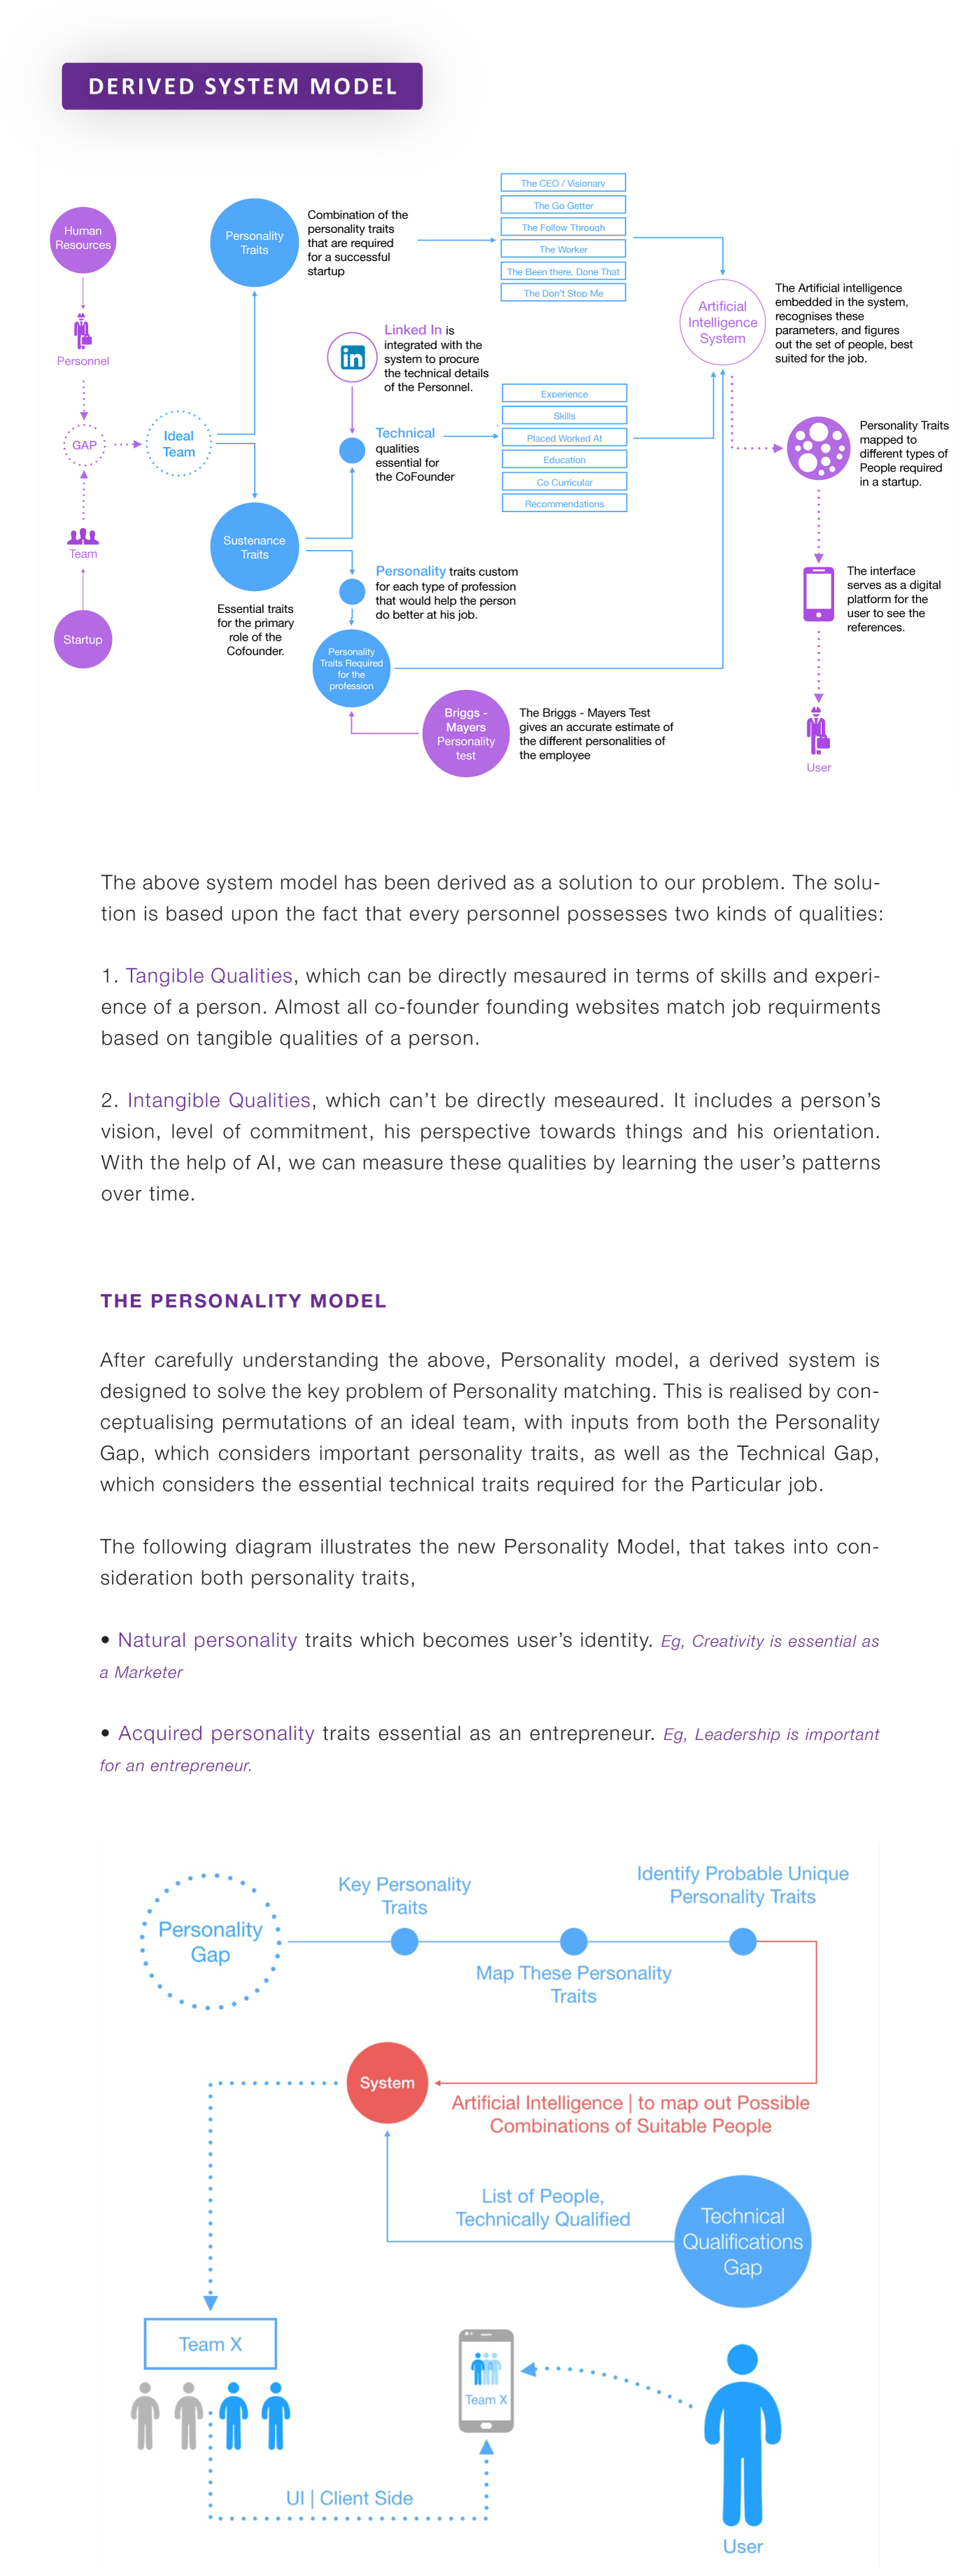 DERIVED SYSTEM MODEL
Human
Resources
Personnel
GAP
Team
Startup
Ideal
Team
Personality
Traits
Combination of the
personality traits
that are required
for a successful
startup
The CEO / Visionary
The Go Getter
The Follow Through
The Worker
The Been there. Done That
The Don't Stop Me
Artificial
Intelligence
System
The Artificial intelligence
embedded in the system,
recognises these
parameters, and figures
out the set of people, best
suited for the job.
in
Linked In is
integrated with the
system to procure
the technical details
of the Personnel.
Technical
qualities
essential for
the CoFounder
Experience
Skills
Placed Worked At
Education
Co Curricular
Recommendations
Personality Traits
mapped to
different types of
People required
in a startup.
Sustenance
Traits
Essential traits
for the primary
role of the
Cofounder.
Personality traits custom
for each type of profession
that would help the person
do better at his job.
Personality
Traits Required
for the
profession
Briggs -
Mayers
Personality
test
The Briggs - Mayers Test
gives an accurate estimate of
the different personalities of
the employee
The interface
serves as a digital
platform for the
user to see the
references.
User
The above system model has been derived as a solution to our problem. The solu-
tion is based upon the fact that every personnel possesses two kinds of qualities:
1. Tangible Qualities, which can be directly mesaured in terms of skills and experi-
ence of a person. Almost all co-founder founding websites match job requirments
based on tangible qualities of a person.
2. Intangible Qualities, which can't be directly meseaured. It includes a person's
vision, level of commitment, his perspective towards things and his orientation.
With the help of AI, we can measure these qualities by learning the user's patterns
over time.
THE PERSONALITY MODEL
After carefully understanding the above, Personality model, a derived system is
designed to solve the key problem of Personality matching. This is realised by con-
ceptualising permutations of an ideal team, with inputs from both the Personality
Gap, which considers important personality traits, as well as the Technical Gap,
which considers the essential technical traits required for the Particular job.
The following diagram illustrates the new Personality Model, that takes into con-
sideration both personality traits,
• Natural personality traits which becomes user's identity. Eg, Creativity is essential as
a Marketer
• Acquired personality traits essential as an entrepreneur. Eg, Leadership is important
for an entrepreneur.
Personality
Gap
Key Personality
Traits
Map These Personality
Traits
Identify Probable Unique
Personality Traits
System
Artificial Intelligence | to map out Possible
Combinations of Suitable People
List of People,
Technically Qualified
Technical
Qualifications
Gap
Team X
Team X
UI | Client Side
User